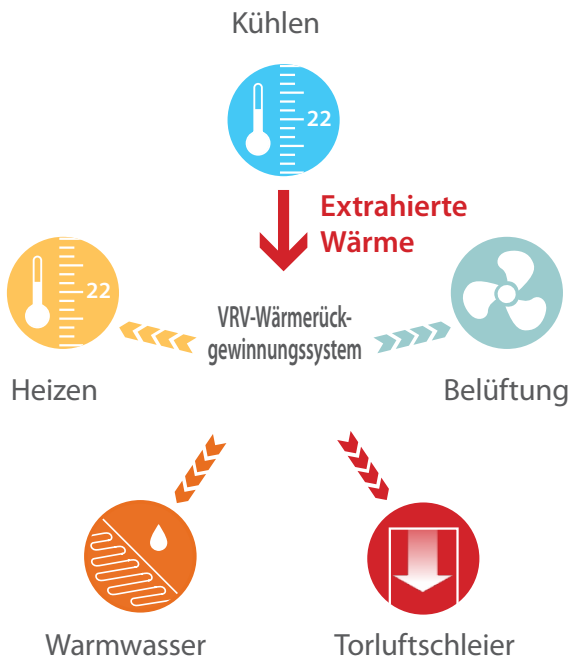 Kühlen
22
Extrahierte
Wärme
22
VRV-Wärmerück-
gewinnungssystem
Heizen
Belüftung
Warmwasser
Torluftschleier